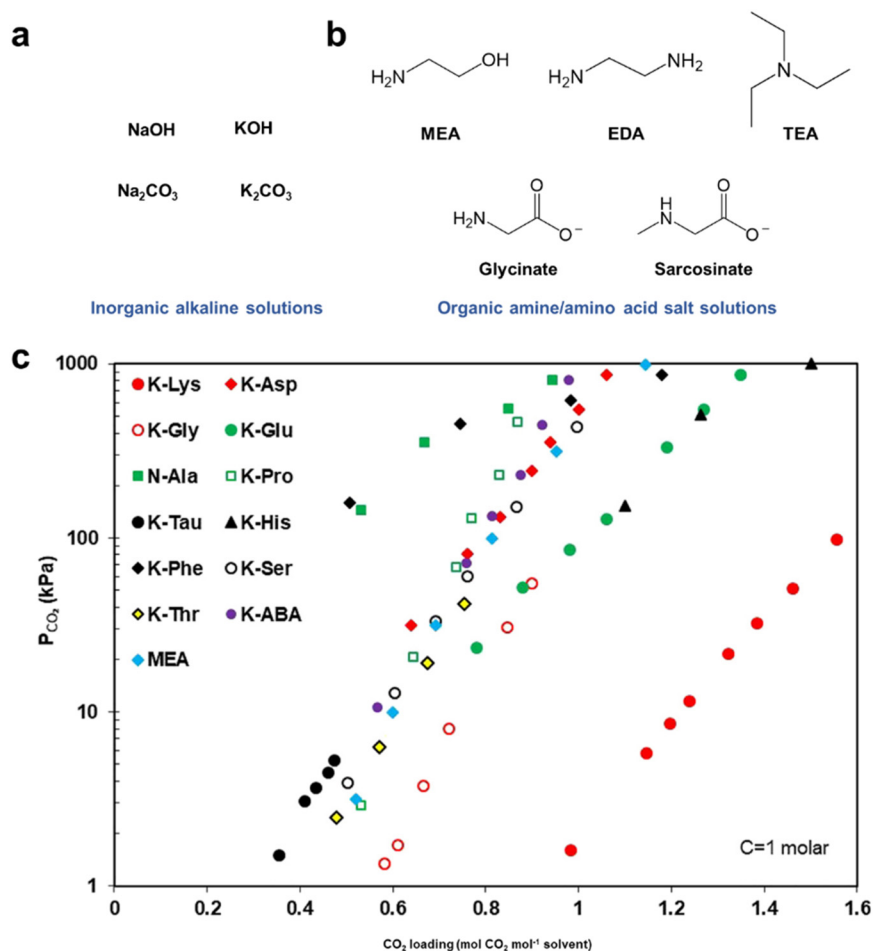 a
NaOH KOH
Na₂CO₃ K₂CO₃
Inorganic alkaline solutions
b
H₂N OH
MEA
H₂N NH₂
EDA
N
TEA
H₂N O O⁻
Glycinate
H N O O⁻
Sarcosinate
Organic amine/amino acid salt solutions
c
P_CO₂ (kPa)
1000
100
10
1
K-Lys K-Asp
K-Gly K-Glu
N-Ala K-Pro
K-Tau K-His
K-Phe K-Ser
K-Thr K-ABA
MEA
C=1 molar
0 0.2 0.4 0.6 0.8 1 1.2 1.4 1.6
CO₂ loading (mol CO₂ mol⁻¹ solvent)